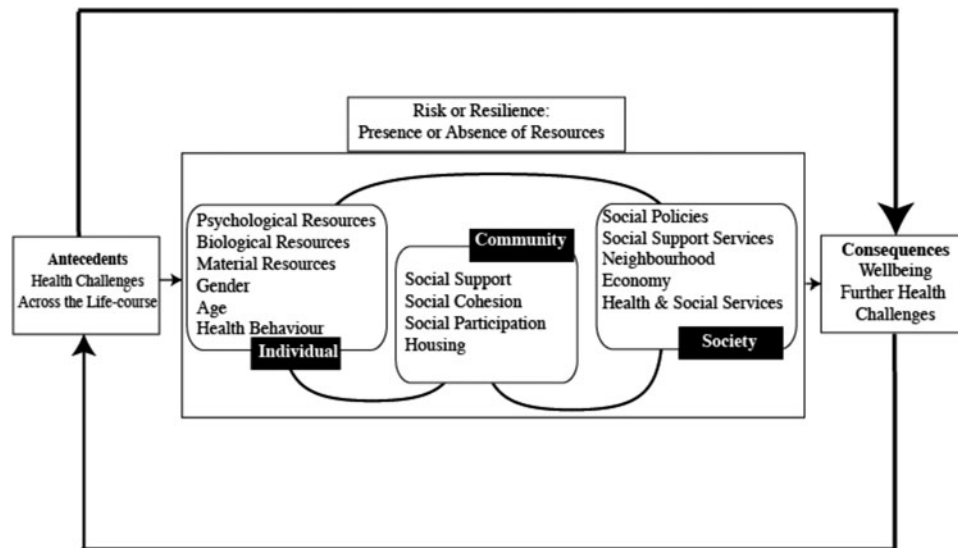 Risk or Resilience:
Presence or Absence of Resources
Antecedents
Health Challenges
Across the Life-course
Psychological Resources
Biological Resources
Material Resources
Gender
Age
Health Behaviour
Individual
Community
Social Support
Social Cohesion
Social Participation
Housing
Social Policies
Social Support Services
Neighbourhood
Economy
Health & Social Services
Society
Consequences
Wellbeing
Further Health
Challenges